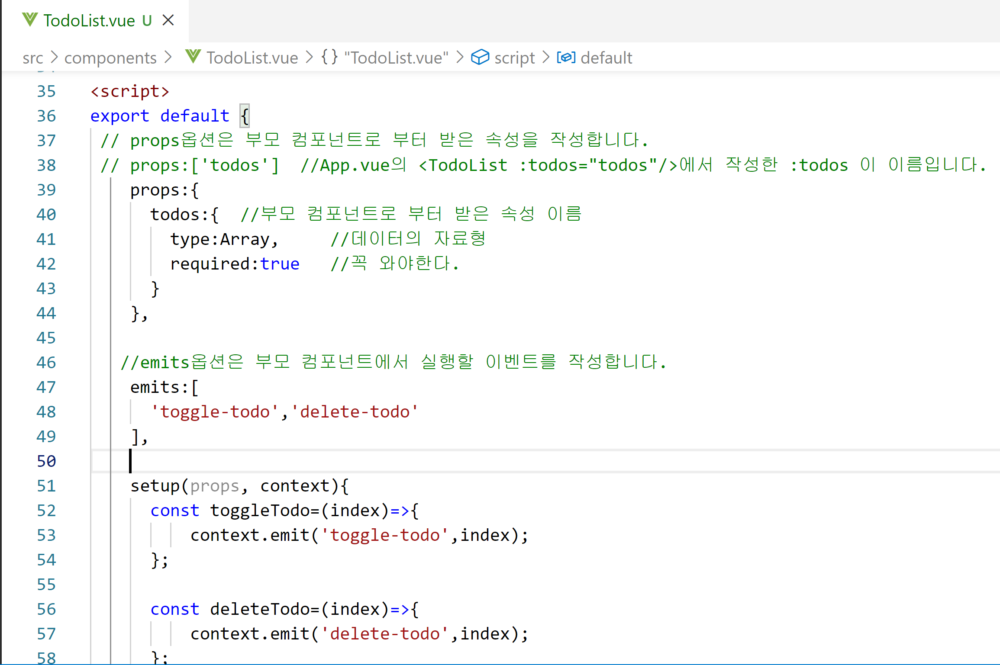 TodoList.vue U
src > components > TodoList.vue > {} "TodoList.vue" > script > default
35 <script>
36 export default {
37 // props옵션은 부모 컴포넌트로 부터 받은 속성을 작성합니다.
38 // props:['todos'] //App.vue의 <TodoList :todos="todos"/>에서 작성한 :todos 이 이름입니다.
39 props:{
40 todos:{ //부모 컴포넌트로 부터 받은 속성 이름
41 type:Array, //데이터의 자료형
42 required:true //꼭 와야한다.
43 }
44 },
45
46 //emits옵션은 부모 컴포넌트에서 실행할 이벤트를 작성합니다.
47 emits:[
48 'toggle-todo','delete-todo'
49 ],
50
51 setup(props, context){
52 const toggleTodo=(index)=>{
53 context.emit('toggle-todo',index);
54 };
55
56 const deleteTodo=(index)=>{
57 context.emit('delete-todo',index);
58 };